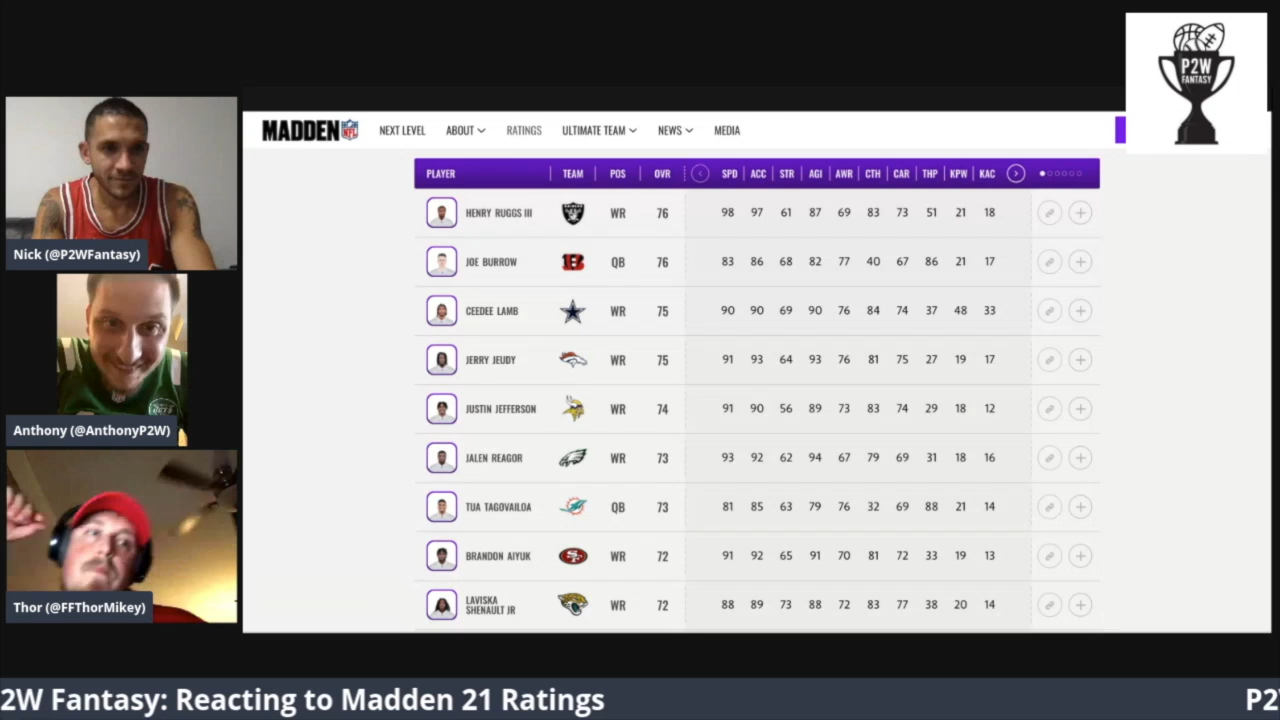 P2W
FANTASY
MADDEN NFL NEXT LEVEL ABOUT RATINGS ULTIMATE TEAM NEWS MEDIA
PLAYER TEAM POS OVR SPD ACC STR AGI AWR CTH CAR THP KPW KAC
HENRY RUGGS III RAIDERS WR 76 98 97 61 87 69 83 73 51 21 18
JOE BURROW B QB 76 83 86 68 82 77 40 67 86 21 17
CEEDEE LAMB WR 75 90 90 69 90 76 84 74 37 48 33
JERRY JEUDY WR 75 91 93 64 93 76 81 75 27 19 17
JUSTIN JEFFERSON WR 74 91 90 56 89 73 83 74 29 18 12
JALEN REAGOR WR 73 93 92 62 94 67 79 69 31 18 16
TUA TAGOVAILOA QB 73 81 85 63 79 76 32 69 88 21 14
BRANDON AIYUK SF WR 72 91 92 65 91 70 81 72 33 19 13
LAVISKA
SHENAULT JR WR 72 88 89 73 88 72 83 77 38 20 14
Nick (@P2WFantasy)
JETS
Anthony (@AnthonyP2W)
Thor (@FFThorMikey)
2W Fantasy: Reacting to Madden 21 Ratings P2